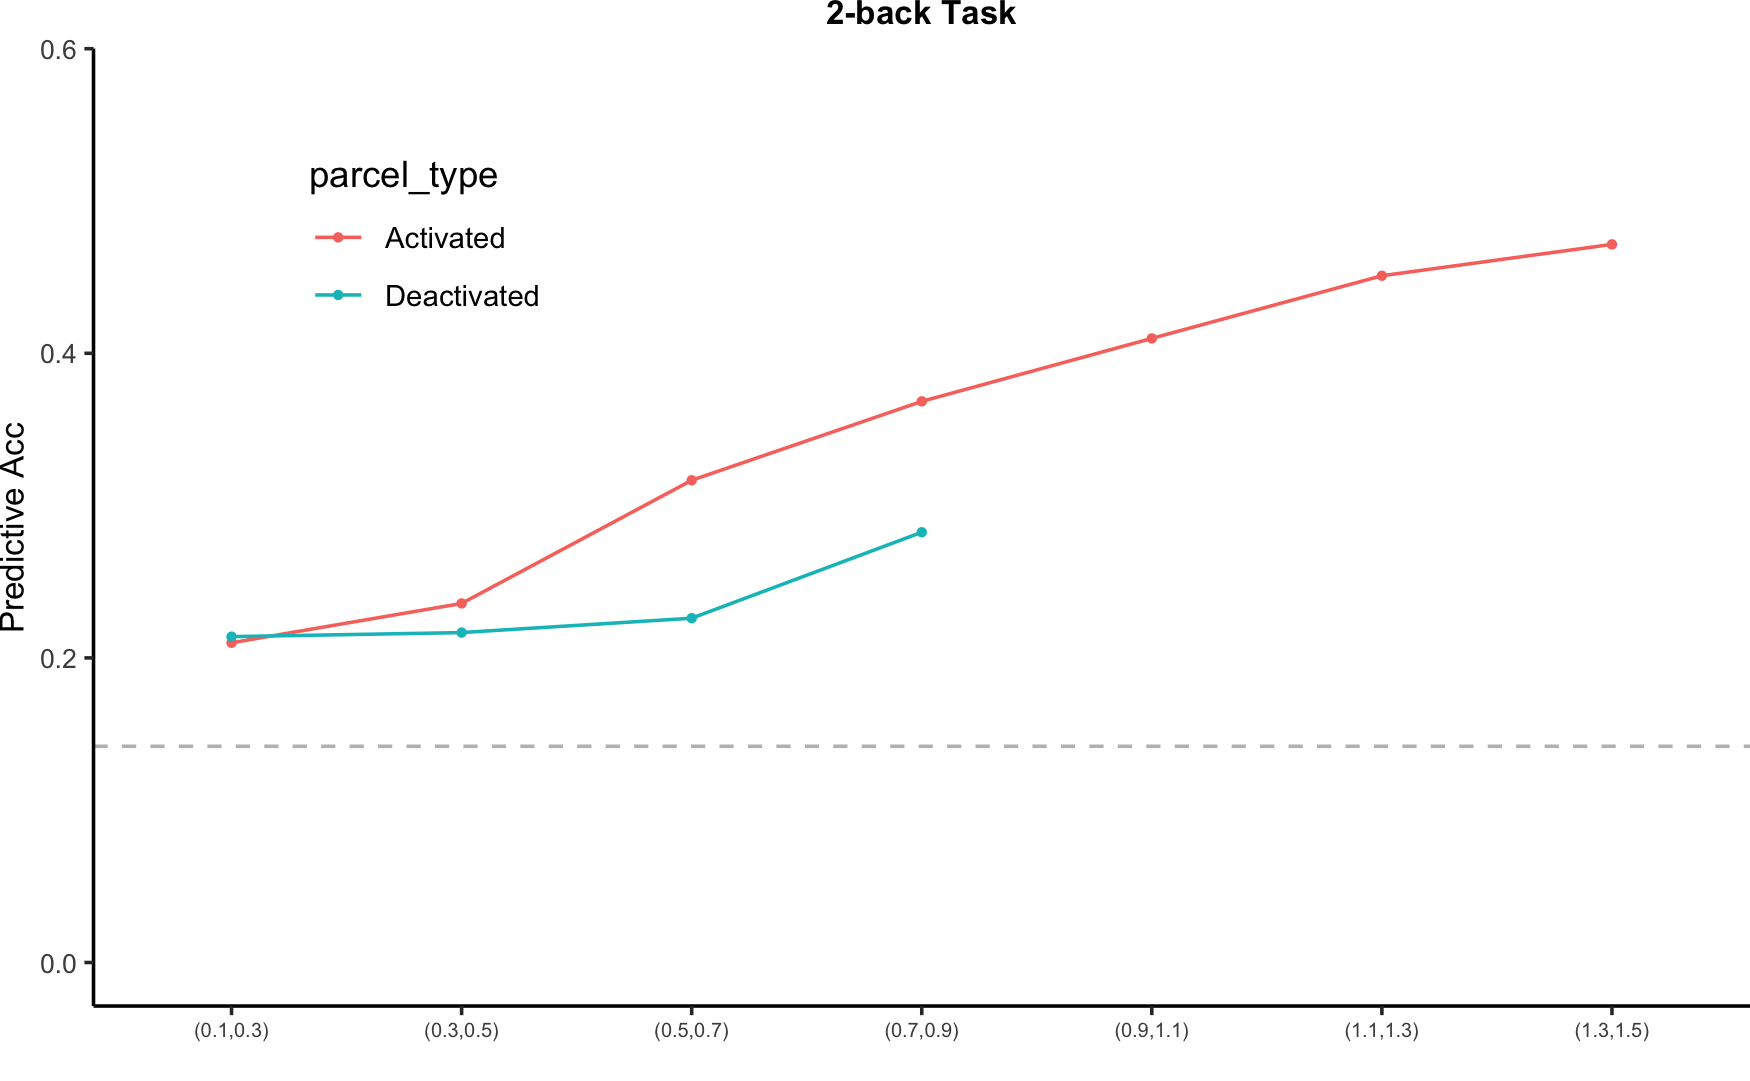 2-back Task
0.6
0.4
0.2
0.0
Predictive Acc
parcel_type
Activated
Deactivated
(0.1,0.3)
(0.3,0.5)
(0.5,0.7)
(0.7,0.9)
(0.9,1.1)
(1.1,1.3)
(1.3,1.5)